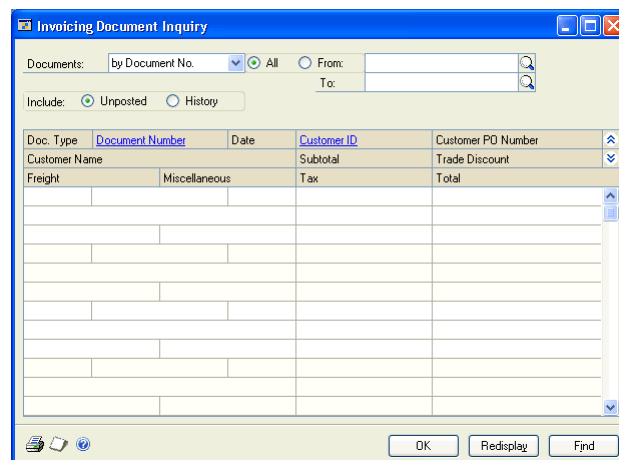 Invoicing Document Inquiry
Documents: by Document No. All From:
To:
Include: Unposted History
Doc. Type Document Number Date Customer ID Customer PO Number
Customer Name Subtotal Trade Discount
Freight Miscellaneous Tax Total
OK Redisplay Find